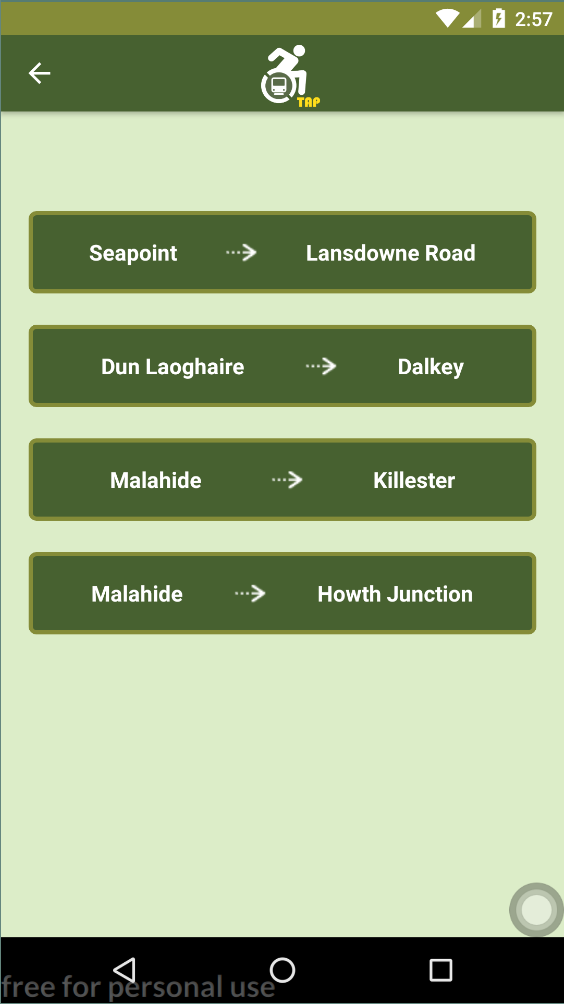 2:57
TAP
Seapoint Lansdowne Road
Dun Laoghaire Dalkey
Malahide Killester
Malahide Howth Junction
free for personal use